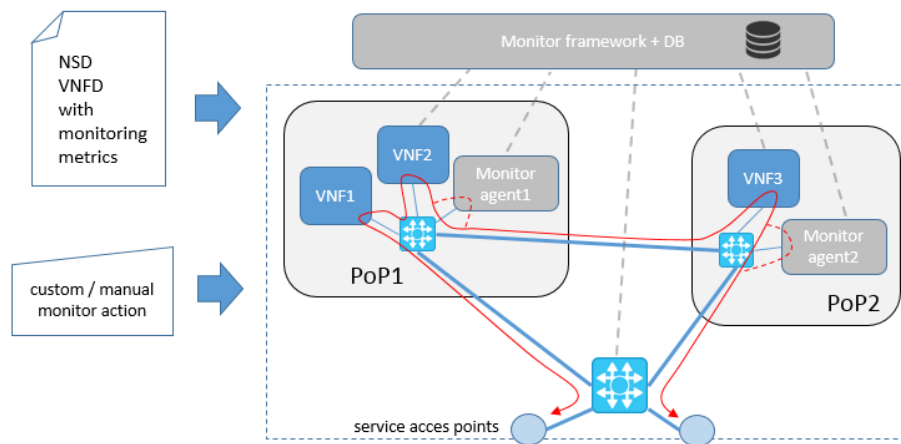 NSD
VNFD
with
monitoring
metrics
Monitor framework + DB
VNF2
VNF1
Monitor
agent1
PoP1
VNF3
Monitor
agent2
PoP2
custom / manual
monitor action
service acces points